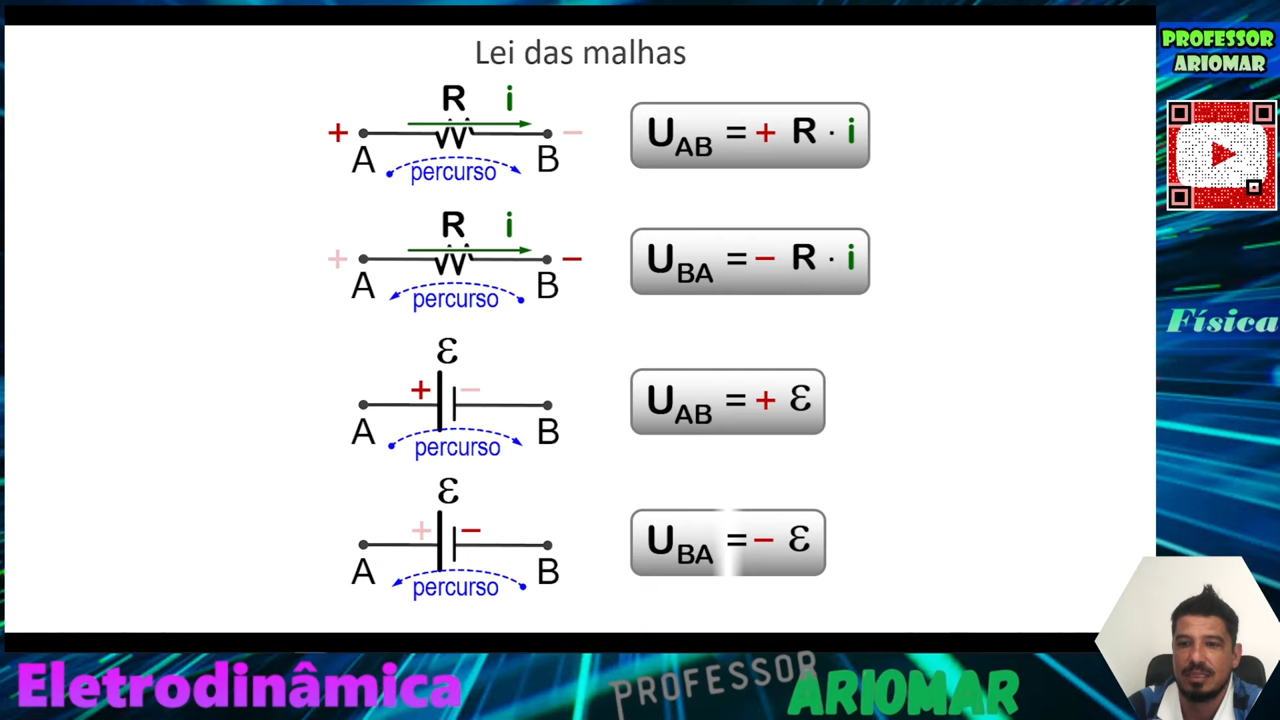 Lei das malhas
PROFESSOR
ARIOMAR
R i
+ A B −
percurso
U_AB = + R · i
R i
+ A B −
percurso
U_BA = − R · i
Física
ε
+ −
A B
percurso
U_AB = + ε
ε
+ −
A B
percurso
U_BA = − ε
Eletrodinâmica
PROFESSOR
ARIOMAR